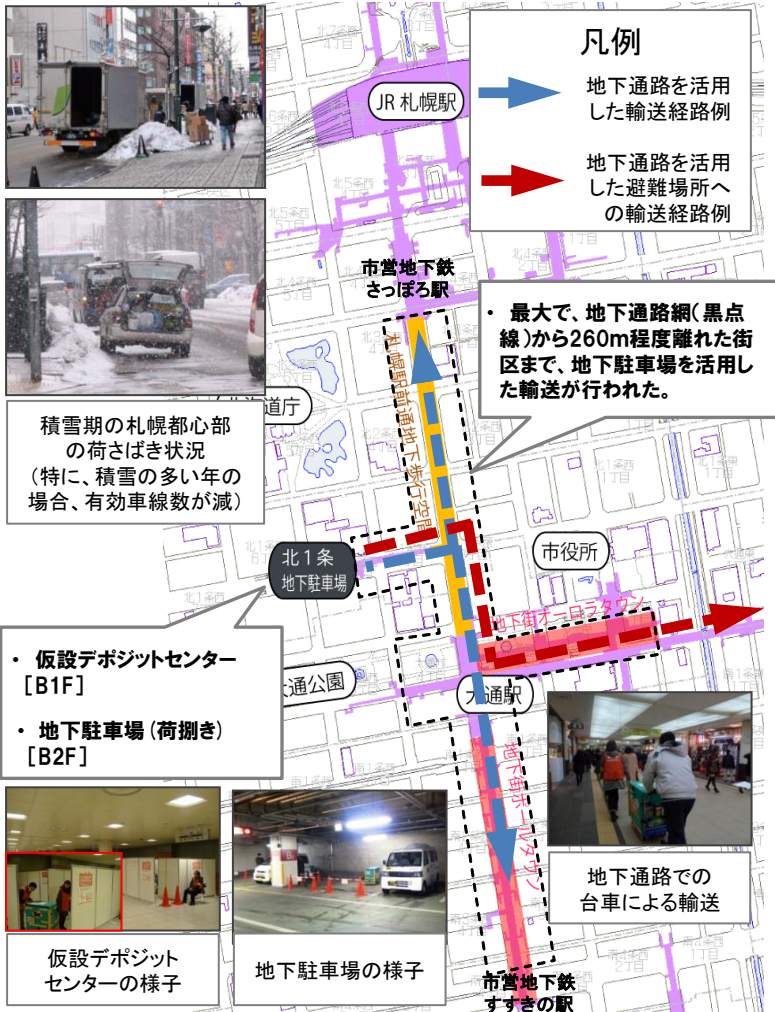 凡例
地下通路を活用
した輸送経路例
地下通路を活用
した避難場所へ
の輸送経路例
JR 札幌駅
市営地下鉄
さっぽろ駅
・ 最大で、地下通路網(黒点
線)から260m程度離れた街
区まで、地下駐車場を活用し
た輸送が行われた。
道庁
積雪期の札幌都心部
の荷さばき状況
(特に、積雪の多い年の
場合、有効車線数が減)
札幌駅前通地下歩行空間
北1条
地下駐車場
市役所
地下街オーロラタウン
・ 仮設デポジットセンター
[B1F]
・ 地下駐車場(荷捌き)
[B2F]
通公園
大通駅
地下街ポールタウン
仮設デポジット
センターの様子
地下駐車場の様子
地下通路での
台車による輸送
市営地下鉄
すすきの駅